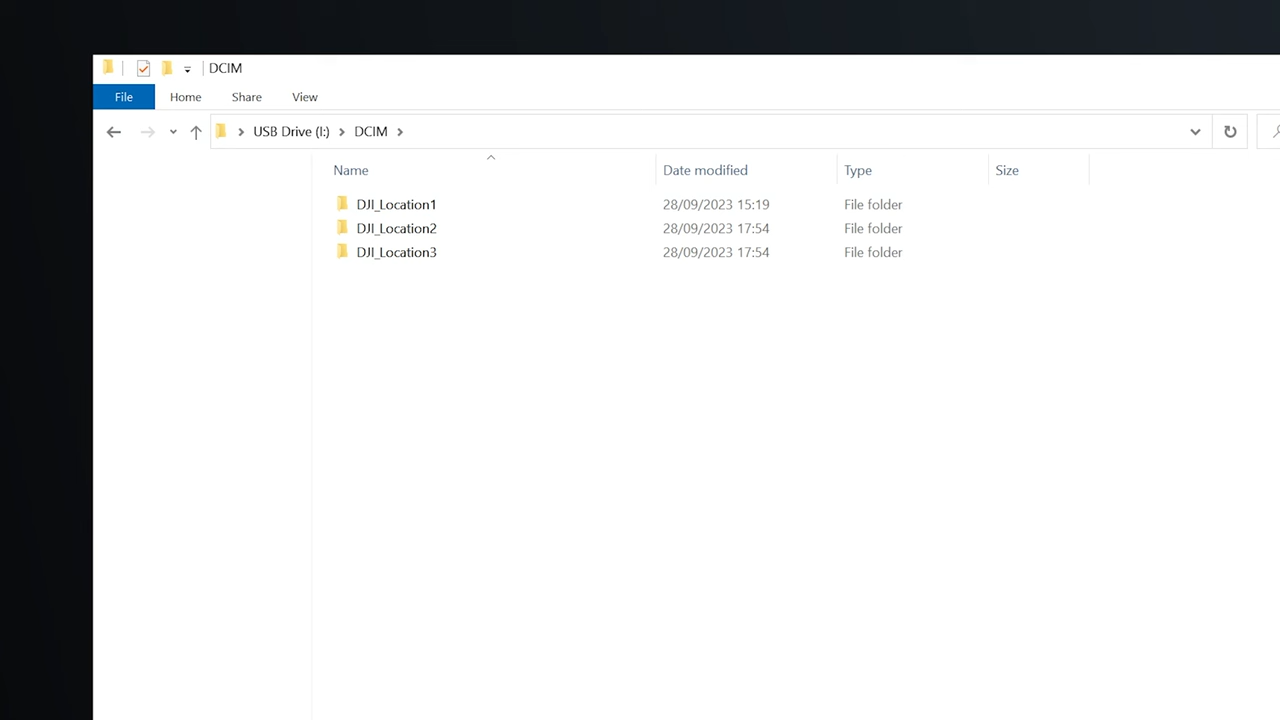 DCIM
File Home Share View
USB Drive (I:) DCIM
Name Date modified Type Size
DJI_Location1 28/09/2023 15:19 File folder
DJI_Location2 28/09/2023 17:54 File folder
DJI_Location3 28/09/2023 17:54 File folder